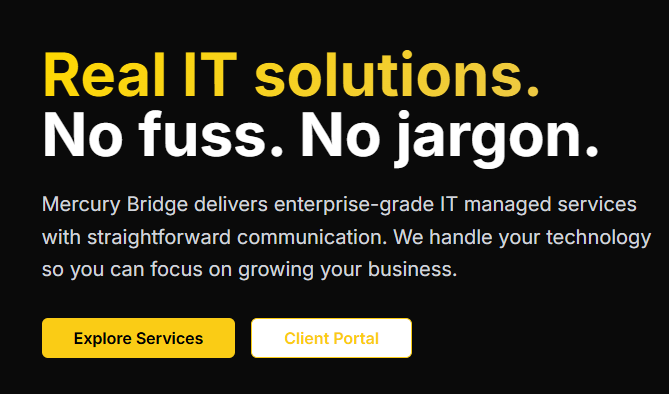 Real IT solutions.
No fuss. No jargon.
Mercury Bridge delivers enterprise-grade IT managed services
with straightforward communication. We handle your technology
so you can focus on growing your business.
Explore Services
Client Portal